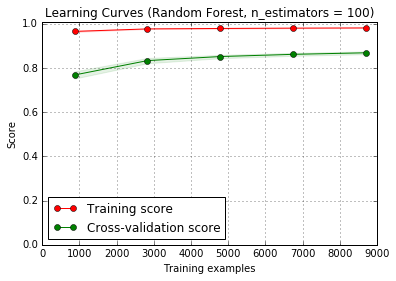 Learning Curves (Random Forest, n_estimators = 100)
1.0
0.8
0.6
0.4
0.2
0.0
Score
Training score
Cross-validation score
0 1000 2000 3000 4000 5000 6000 7000 8000 9000
Training examples